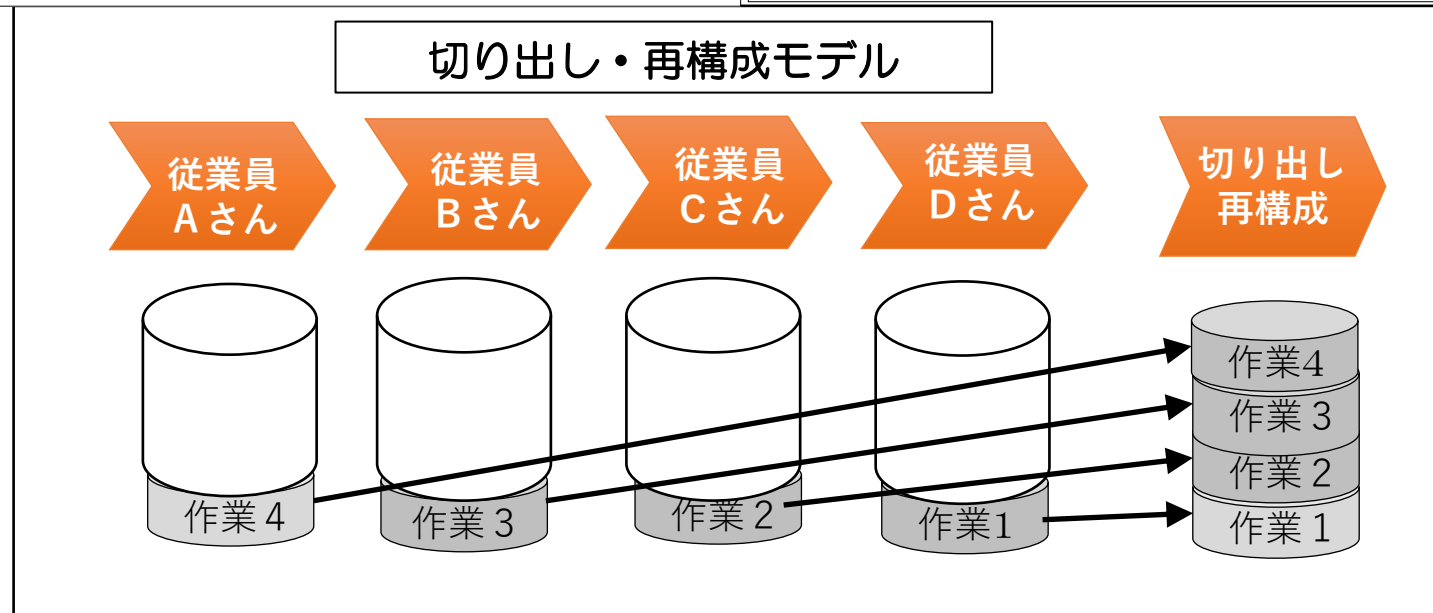 切り出し・再構成モデル
従業員
Aさん
従業員
Bさん
従業員
Cさん
従業員
Dさん
切り出し
再構成
作業4
作業3
作業2
作業1
作業4
作業3
作業2
作業1